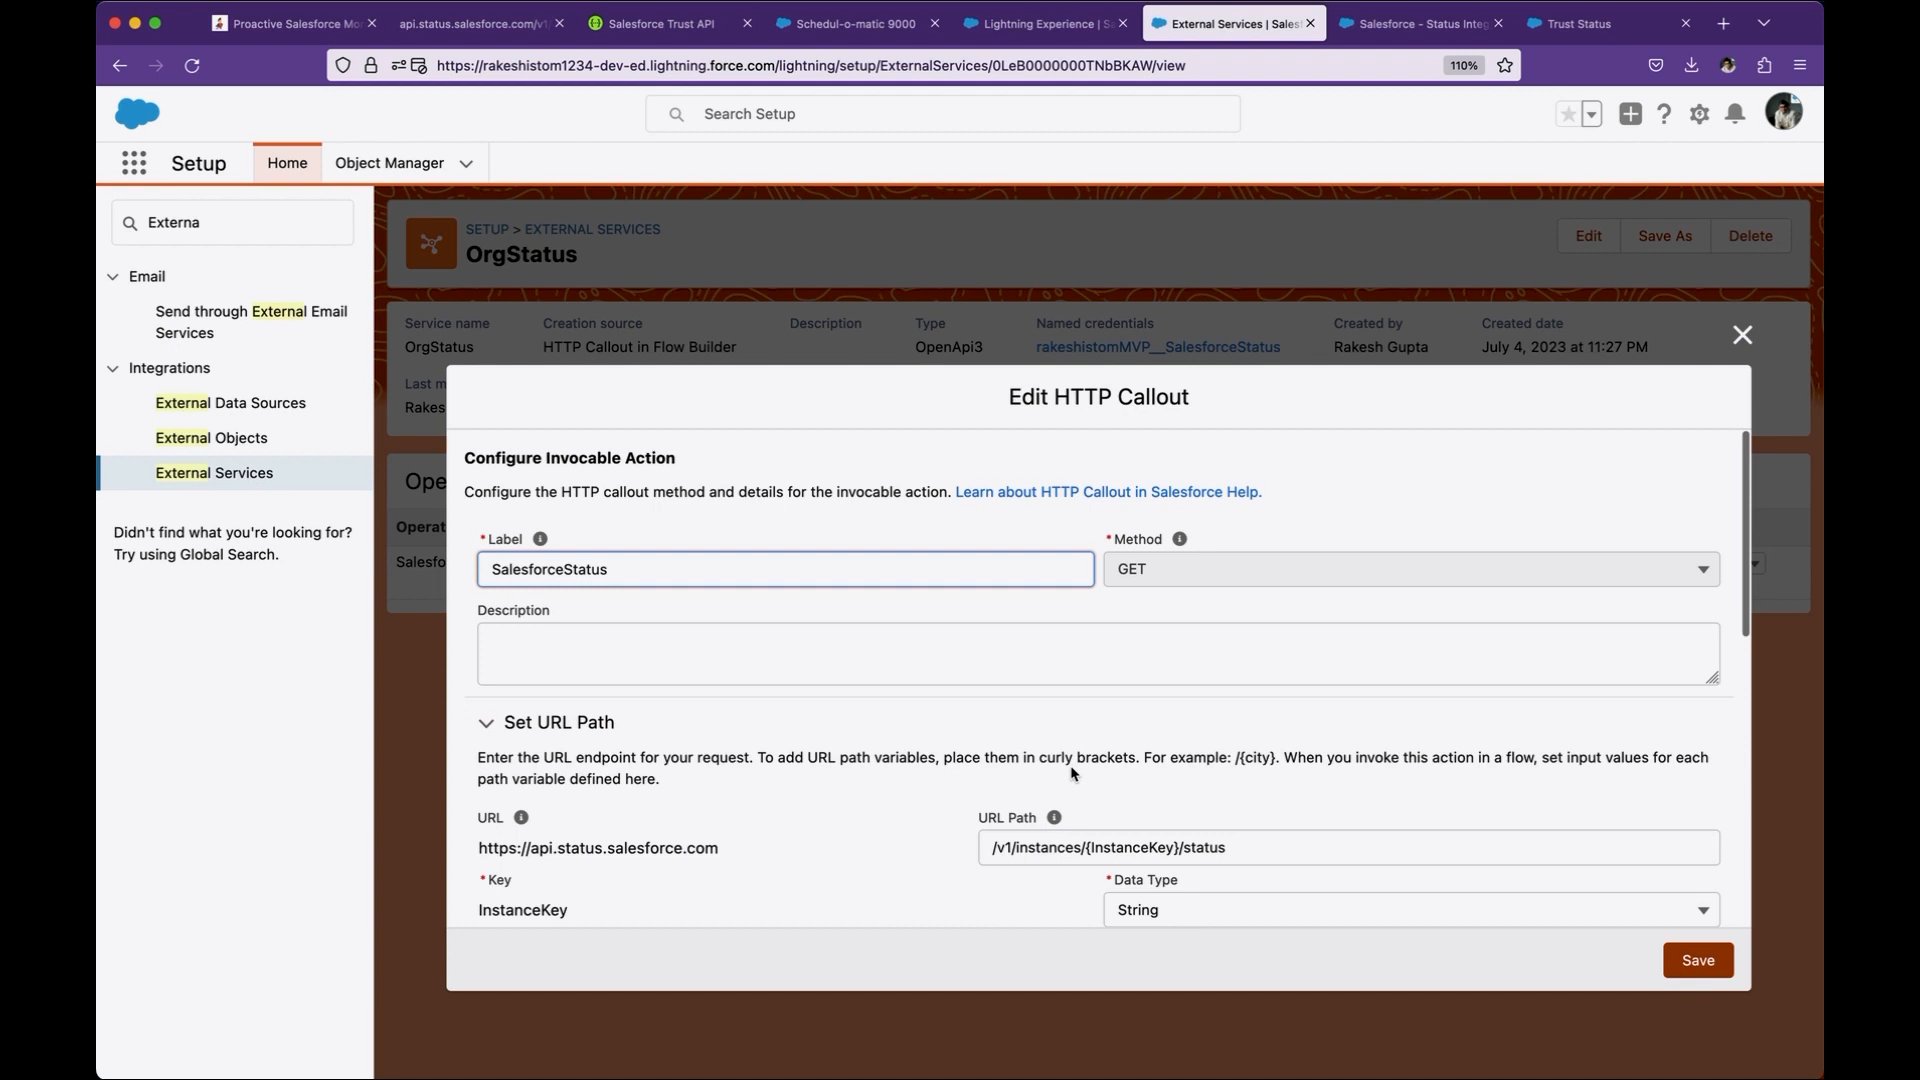 Proactive Salesforce Mo
api.status.salesforce.com/v1
Salesforce Trust API
Schedul-o-matic 9000
Lightning Experience | S
External Services | Sales
Salesforce - Status Integ
Trust Status
https://rakeshistom1234-dev-ed.lightning.force.com/lightning/setup/ExternalServices/0LeB0000000TNbBKAW/view
110%
Search Setup
Setup
Home
Object Manager
Externa
Email
Send through External Email
Services
Integrations
External Data Sources
External Objects
External Services
Didn't find what you're looking for?
Try using Global Search.
SETUP > EXTERNAL SERVICES
OrgStatus
Edit
Save As
Delete
Service name
Creation source
Description
Type
Named credentials
Created by
Created date
OrgStatus
HTTP Callout in Flow Builder
OpenApi3
rakeshistomMVP__SalesforceStatus
Rakesh Gupta
July 4, 2023 at 11:27 PM
Last m
Rakes
Ope
Operat
Salesfo
Edit HTTP Callout
Configure Invocable Action
Configure the HTTP callout method and details for the invocable action. Learn about HTTP Callout in Salesforce Help.
* Label
* Method
SalesforceStatus
GET
Description
Set URL Path
Enter the URL endpoint for your request. To add URL path variables, place them in curly brackets. For example: /{city}. When you invoke this action in a flow, set input values for each
path variable defined here.
URL
URL Path
https://api.status.salesforce.com
/v1/instances/{InstanceKey}/status
* Key
* Data Type
InstanceKey
String
Save